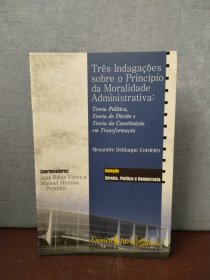 Três Indagações
sobre o Princípio
da Moralidade
Administrativa:
Teoria Política,
Teoria do Direito e
Teoria da Constituição
em Transformação
Alexandre Delduque Cordeiro
Coordenadores:
José Ribas Vieira e
Manoel Messias
Peixinho
Coleção
Direito, Política e Democracia